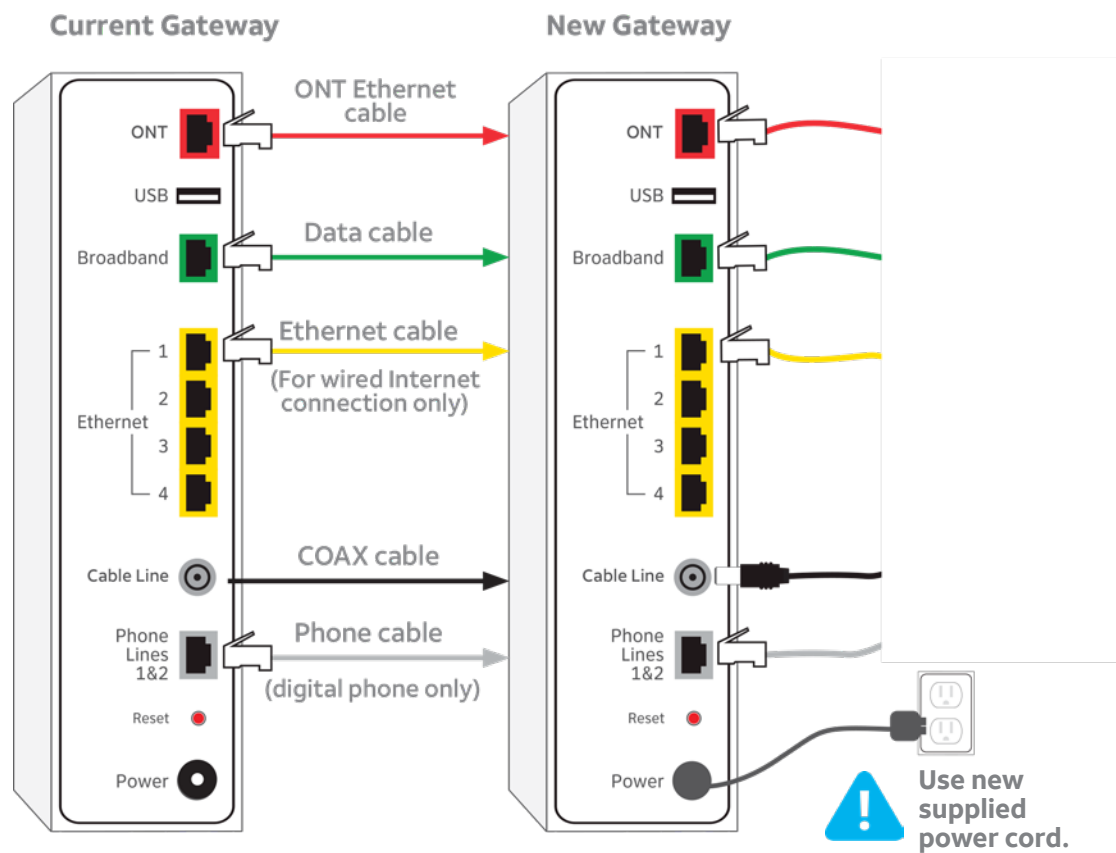 Current Gateway
ONT
USB
Broadband
Ethernet
1
2
3
4
Cable Line
Phone
Lines
1&2
Reset
Power
ONT Ethernet
cable
Data cable
Ethernet cable
(For wired Internet
connection only)
COAX cable
Phone cable
(digital phone only)
New Gateway
ONT
USB
Broadband
Ethernet
1
2
3
4
Cable Line
Phone
Lines
1&2
Reset
Power
!
Use new
supplied
power cord.